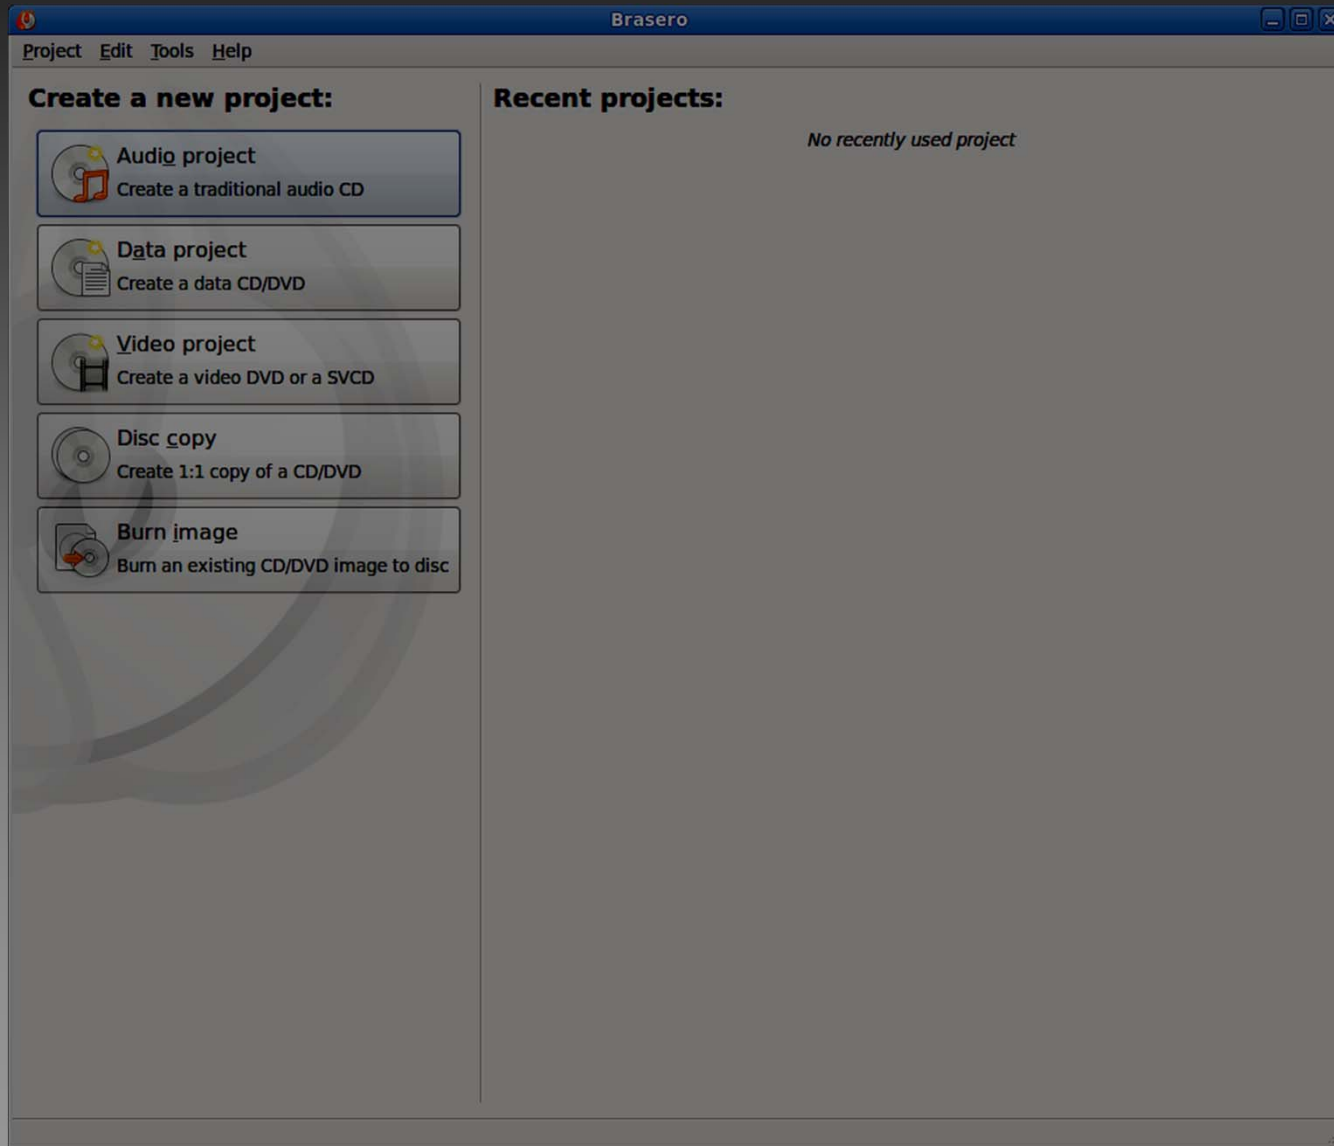 Brasero
Project Edit Tools Help
Create a new project:
Audio project
Create a traditional audio CD
Data project
Create a data CD/DVD
Video project
Create a video DVD or a SVCD
Disc copy
Create 1:1 copy of a CD/DVD
Burn image
Burn an existing CD/DVD image to disc
Recent projects:
No recently used project